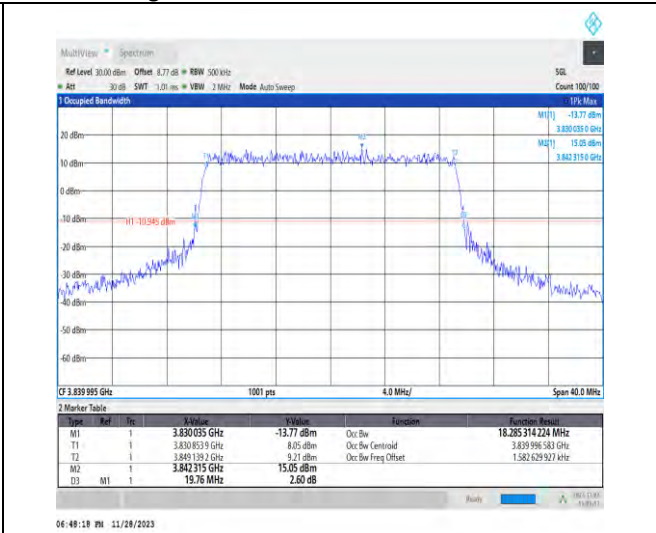 MultiView Spectrum
Ref Level 30.00 dBm Offset 8.77 dB RBW 500 kHz SGL
Att 30 dB SWT 1.01 ms VBW 2 MHz Mode Auto Sweep Count 100/100
1 Occupied Bandwidth 1Pk Max
M1(1) -13.77 dBm
3.830 035 0 GHz
20 dBm M2 M2(1) 15.05 dBm
T1 T2 3.842 315 0 GHz
10 dBm
0 dBm
-10 dBm H1 -10.945 dBm
-20 dBm
-30 dBm
-50 dBm
-60 dBm
CF 3.839 995 GHz 1001 pts 4.0 MHz/ Span 40.0 MHz
2 Marker Table
Type Ref Trc X-Value Y-Value Function Function Result
M1 1 3.830 035 GHz -13.77 dBm Occ Bw 18.285 314 224 MHz
T1 1 3.830 853 9 GHz 8.05 dBm Occ Bw Centroid 3.839 996 583 GHz
T2 1 3.849 139 2 GHz 9.21 dBm Occ Bw Freq Offset 1.582 629 927 kHz
M2 1 3.842 315 GHz 15.05 dBm
D3 M1 1 19.76 MHz 2.60 dB
Ready
06:48:18 PM 11/28/2023